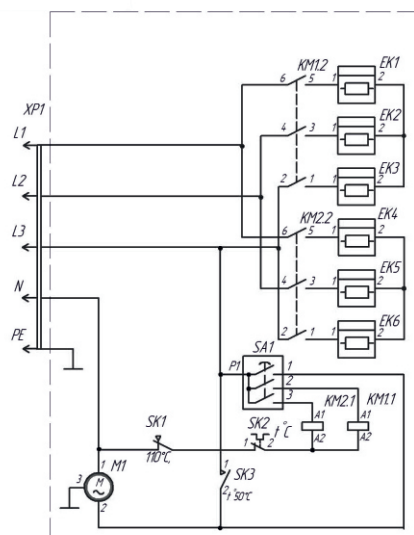 XP1
L1
L2
L3
N
PE
KM1.2
6 5 1 EK1 2
4 3 1 EK2 2
2 1 1 EK3 2
KM2.2
6 5 1 EK4 2
4 3 1 EK5 2
2 1 1 EK6 2
SA1
P1
1
2
3
KM2.1 KM1.1
A1 A1
A2 A2
SK1
110°C,
SK2
t°C
1 2
SK3
1
2
t°50°C
M1
M
~
1
3
2